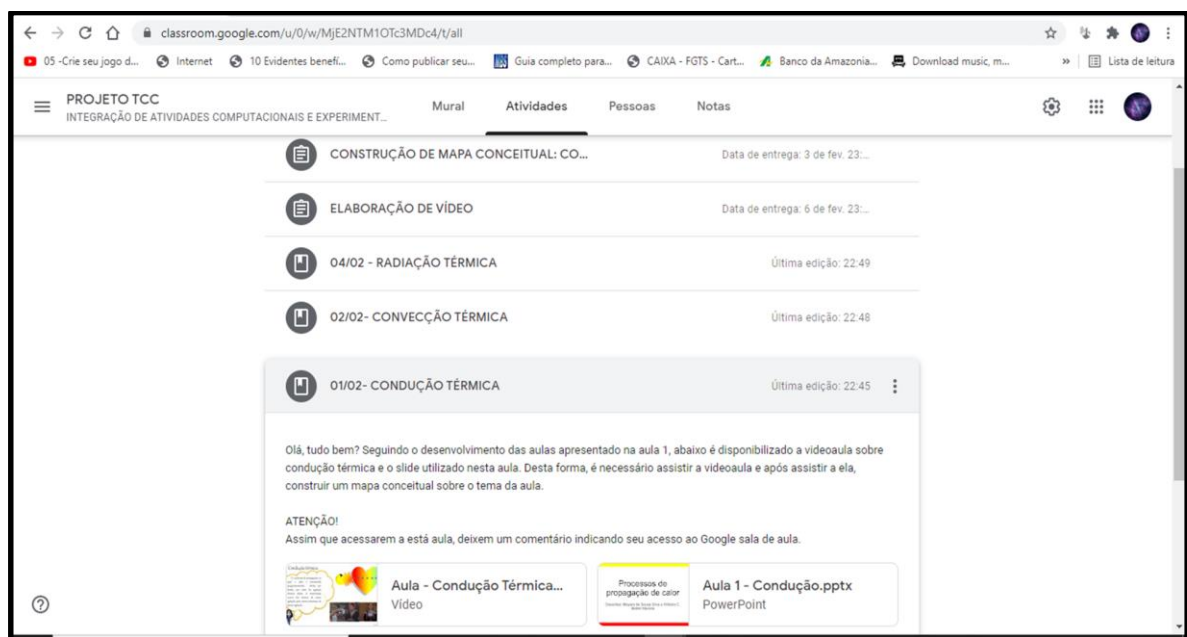 classroom.google.com/u/0/w/MjE2NTM1OTc3MDc4/t/all
05 -Crie seu jogo d... Internet 10 Evidentes benefí... Como publicar seu... Guia completo para... CAIXA - FGTS - Cart... Banco da Amazonia... Download music, m... » Lista de leitura
PROJETO TCC
INTEGRAÇÃO DE ATIVIDADES COMPUTACIONAIS E EXPERIMENT...
Mural Atividades Pessoas Notas
CONSTRUÇÃO DE MAPA CONCEITUAL: CO... Data de entrega: 3 de fev. 23:...
ELABORAÇÃO DE VÍDEO Data de entrega: 6 de fev. 23:...
04/02 - RADIAÇÃO TÉRMICA Última edição: 22:49
02/02- CONVECÇÃO TÉRMICA Última edição: 22:48
01/02- CONDUÇÃO TÉRMICA Última edição: 22:45
Olá, tudo bem? Seguindo o desenvolvimento das aulas apresentado na aula 1, abaixo é disponibilizado a videoaula sobre
condução térmica e o slide utilizado nesta aula. Desta forma, é necessário assistir a videoaula e após assistir a ela,
construir um mapa conceitual sobre o tema da aula.
ATENÇÃO!
Assim que acessarem a está aula, deixem um comentário indicando seu acesso ao Google sala de aula.
Aula - Condução Térmica...
Vídeo
Processos de
propagação de calor
Aula 1 - Condução.pptx
PowerPoint